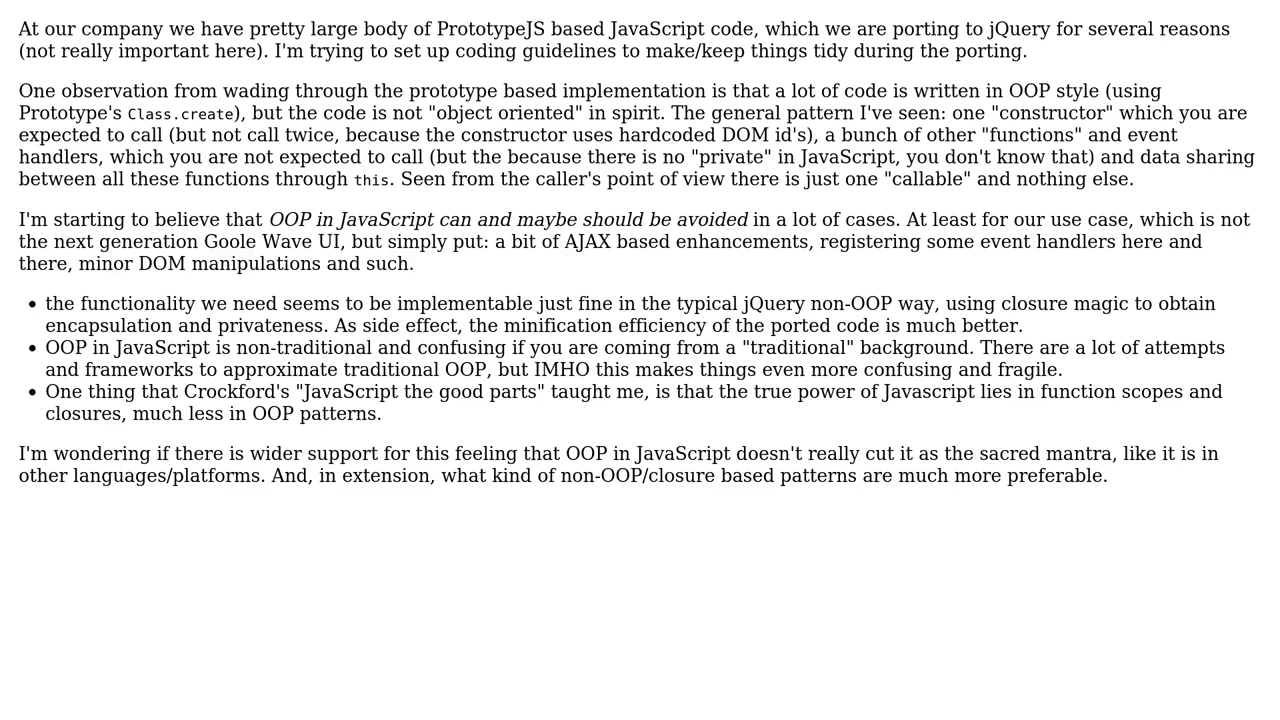 At our company we have pretty large body of PrototypeJS based JavaScript code, which we are porting to jQuery for several reasons
(not really important here). I'm trying to set up coding guidelines to make/keep things tidy during the porting.
One observation from wading through the prototype based implementation is that a lot of code is written in OOP style (using
Prototype's Class.create), but the code is not "object oriented" in spirit. The general pattern I've seen: one "constructor" which you are
expected to call (but not call twice, because the constructor uses hardcoded DOM id's), a bunch of other "functions" and event
handlers, which you are not expected to call (but the because there is no "private" in JavaScript, you don't know that) and data sharing
between all these functions through this. Seen from the caller's point of view there is just one "callable" and nothing else.
I'm starting to believe that OOP in JavaScript can and maybe should be avoided in a lot of cases. At least for our use case, which is not
the next generation Goole Wave UI, but simply put: a bit of AJAX based enhancements, registering some event handlers here and
there, minor DOM manipulations and such.
• the functionality we need seems to be implementable just fine in the typical jQuery non-OOP way, using closure magic to obtain
encapsulation and privateness. As side effect, the minification efficiency of the ported code is much better.
• OOP in JavaScript is non-traditional and confusing if you are coming from a "traditional" background. There are a lot of attempts
and frameworks to approximate traditional OOP, but IMHO this makes things even more confusing and fragile.
• One thing that Crockford's "JavaScript the good parts" taught me, is that the true power of Javascript lies in function scopes and
closures, much less in OOP patterns.
I'm wondering if there is wider support for this feeling that OOP in JavaScript doesn't really cut it as the sacred mantra, like it is in
other languages/platforms. And, in extension, what kind of non-OOP/closure based patterns are much more preferable.